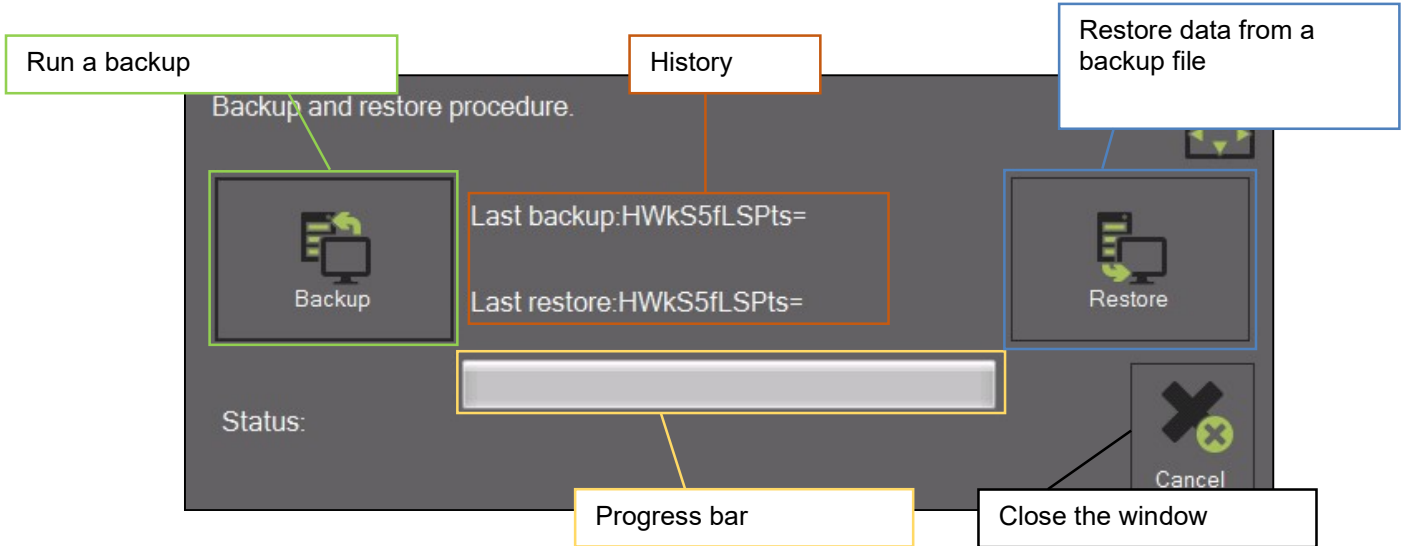 Restore data from a
backup file
Run a backup
History
Backup and restore procedure.
Last backup:HWkS5fLSPts=
Backup
Last restore:HWkS5fLSPts=
Restore
Status:
Cancel
Progress bar
Close the window